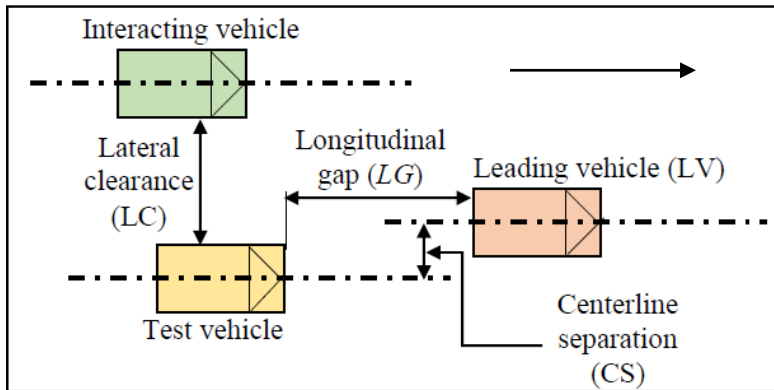 Interacting vehicle
Lateral
clearance
(LC)
Longitudinal
gap (LG)
Leading vehicle (LV)
Test vehicle
Centerline
separation
(CS)